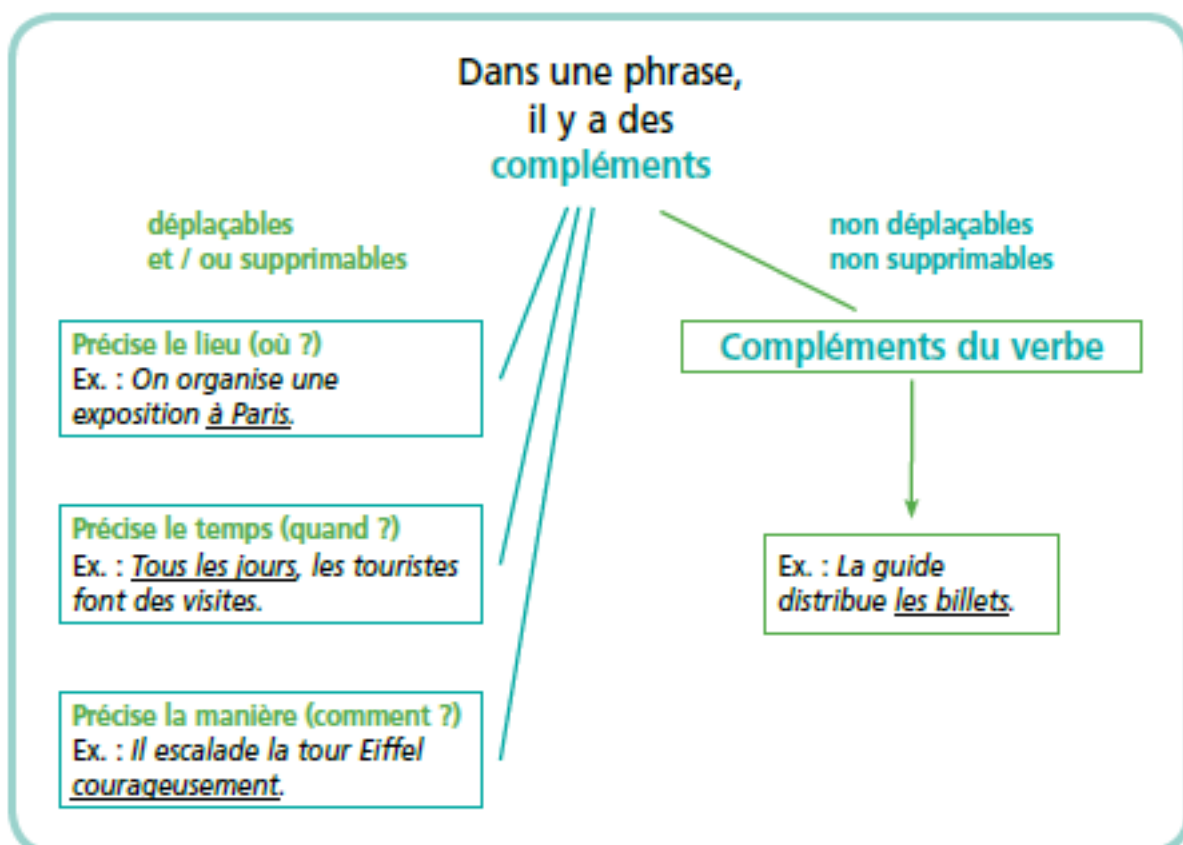 Dans une phrase,
il y a des
compléments
déplaçables
et / ou supprimables
Précise le lieu (où ?)
Ex. : On organise une
exposition à Paris.
Précise le temps (quand ?)
Ex. : Tous les jours, les touristes
font des visites.
Précise la manière (comment ?)
Ex. : Il escalade la tour Eiffel
courageusement.
non déplaçables
non supprimables
Compléments du verbe
Ex. : La guide
distribue les billets.